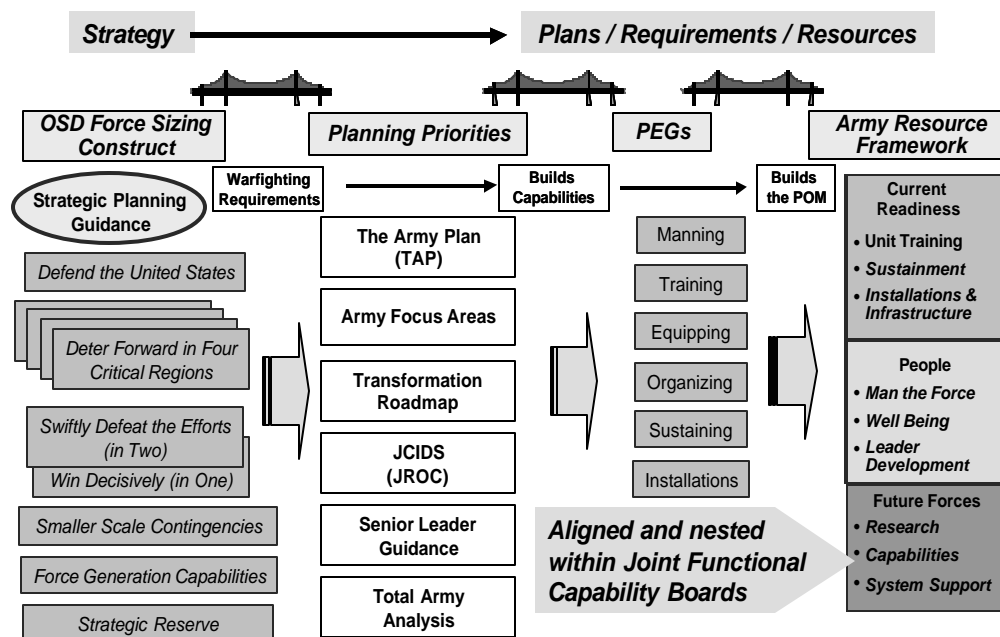 Strategy
Plans / Requirements / Resources
OSD Force Sizing
Construct
Planning Priorities
PEGs
Army Resource
Framework
Strategic Planning
Guidance
Warfighting
Requirements
Builds
Capabilities
Builds
the POM
Defend the United States
Deter Forward in Four
Critical Regions
Swiftly Defeat the Efforts
(in Two)
Win Decisively (in One)
Smaller Scale Contingencies
Force Generation Capabilities
Strategic Reserve
The Army Plan
(TAP)
Army Focus Areas
Transformation
Roadmap
JCIDS
(JROC)
Senior Leader
Guidance
Total Army
Analysis
Manning
Training
Equipping
Organizing
Sustaining
Installations
Aligned and nested
within Joint Functional
Capability Boards
Current
Readiness
• Unit Training
• Sustainment
• Installations &
Infrastructure
People
• Man the Force
• Well Being
• Leader
Development
Future Forces
• Research
• Capabilities
• System Support